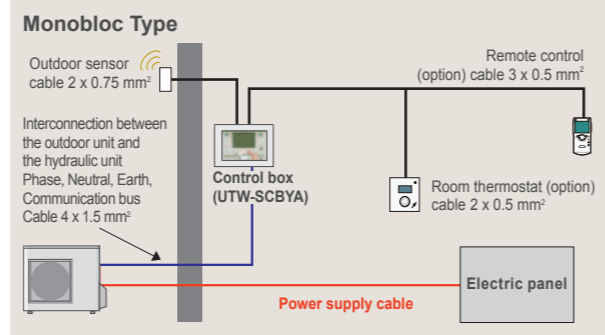 Monobloc Type
Outdoor sensor
cable 2 x 0.75 mm²
Remote control
(option) cable 3 x 0.5 mm²
Interconnection between
the outdoor unit and
the hydraulic unit
Phase, Neutral, Earth,
Communication bus
Cable 4 x 1.5 mm²
Control box
(UTW-SCBYA)
Room thermostat (option)
cable 2 x 0.5 mm²
Electric panel
Power supply cable